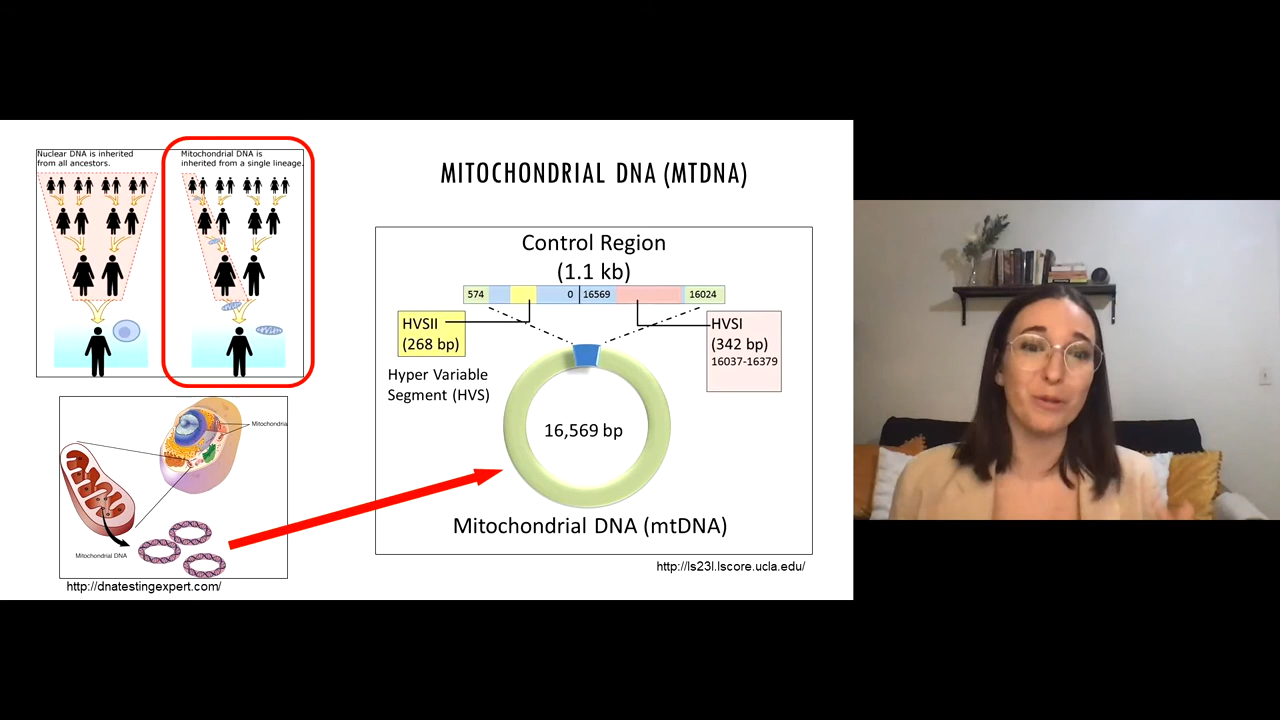 Nuclear DNA is inherited
from all ancestors.
Mitochondrial DNA is
inherited from a single lineage.
MITOCHONDRIAL DNA (MTDNA)
Control Region
(1.1 kb)
574
0
16569
16024
HVSII
(268 bp)
HVSI
(342 bp)
16037-16379
Hyper Variable
Segment (HVS)
16,569 bp
Mitochondrial DNA (mtDNA)
http://ls23l.lscore.ucla.edu/
Mitochondria
Mitochondrial DNA
http://dnatestingexpert.com/